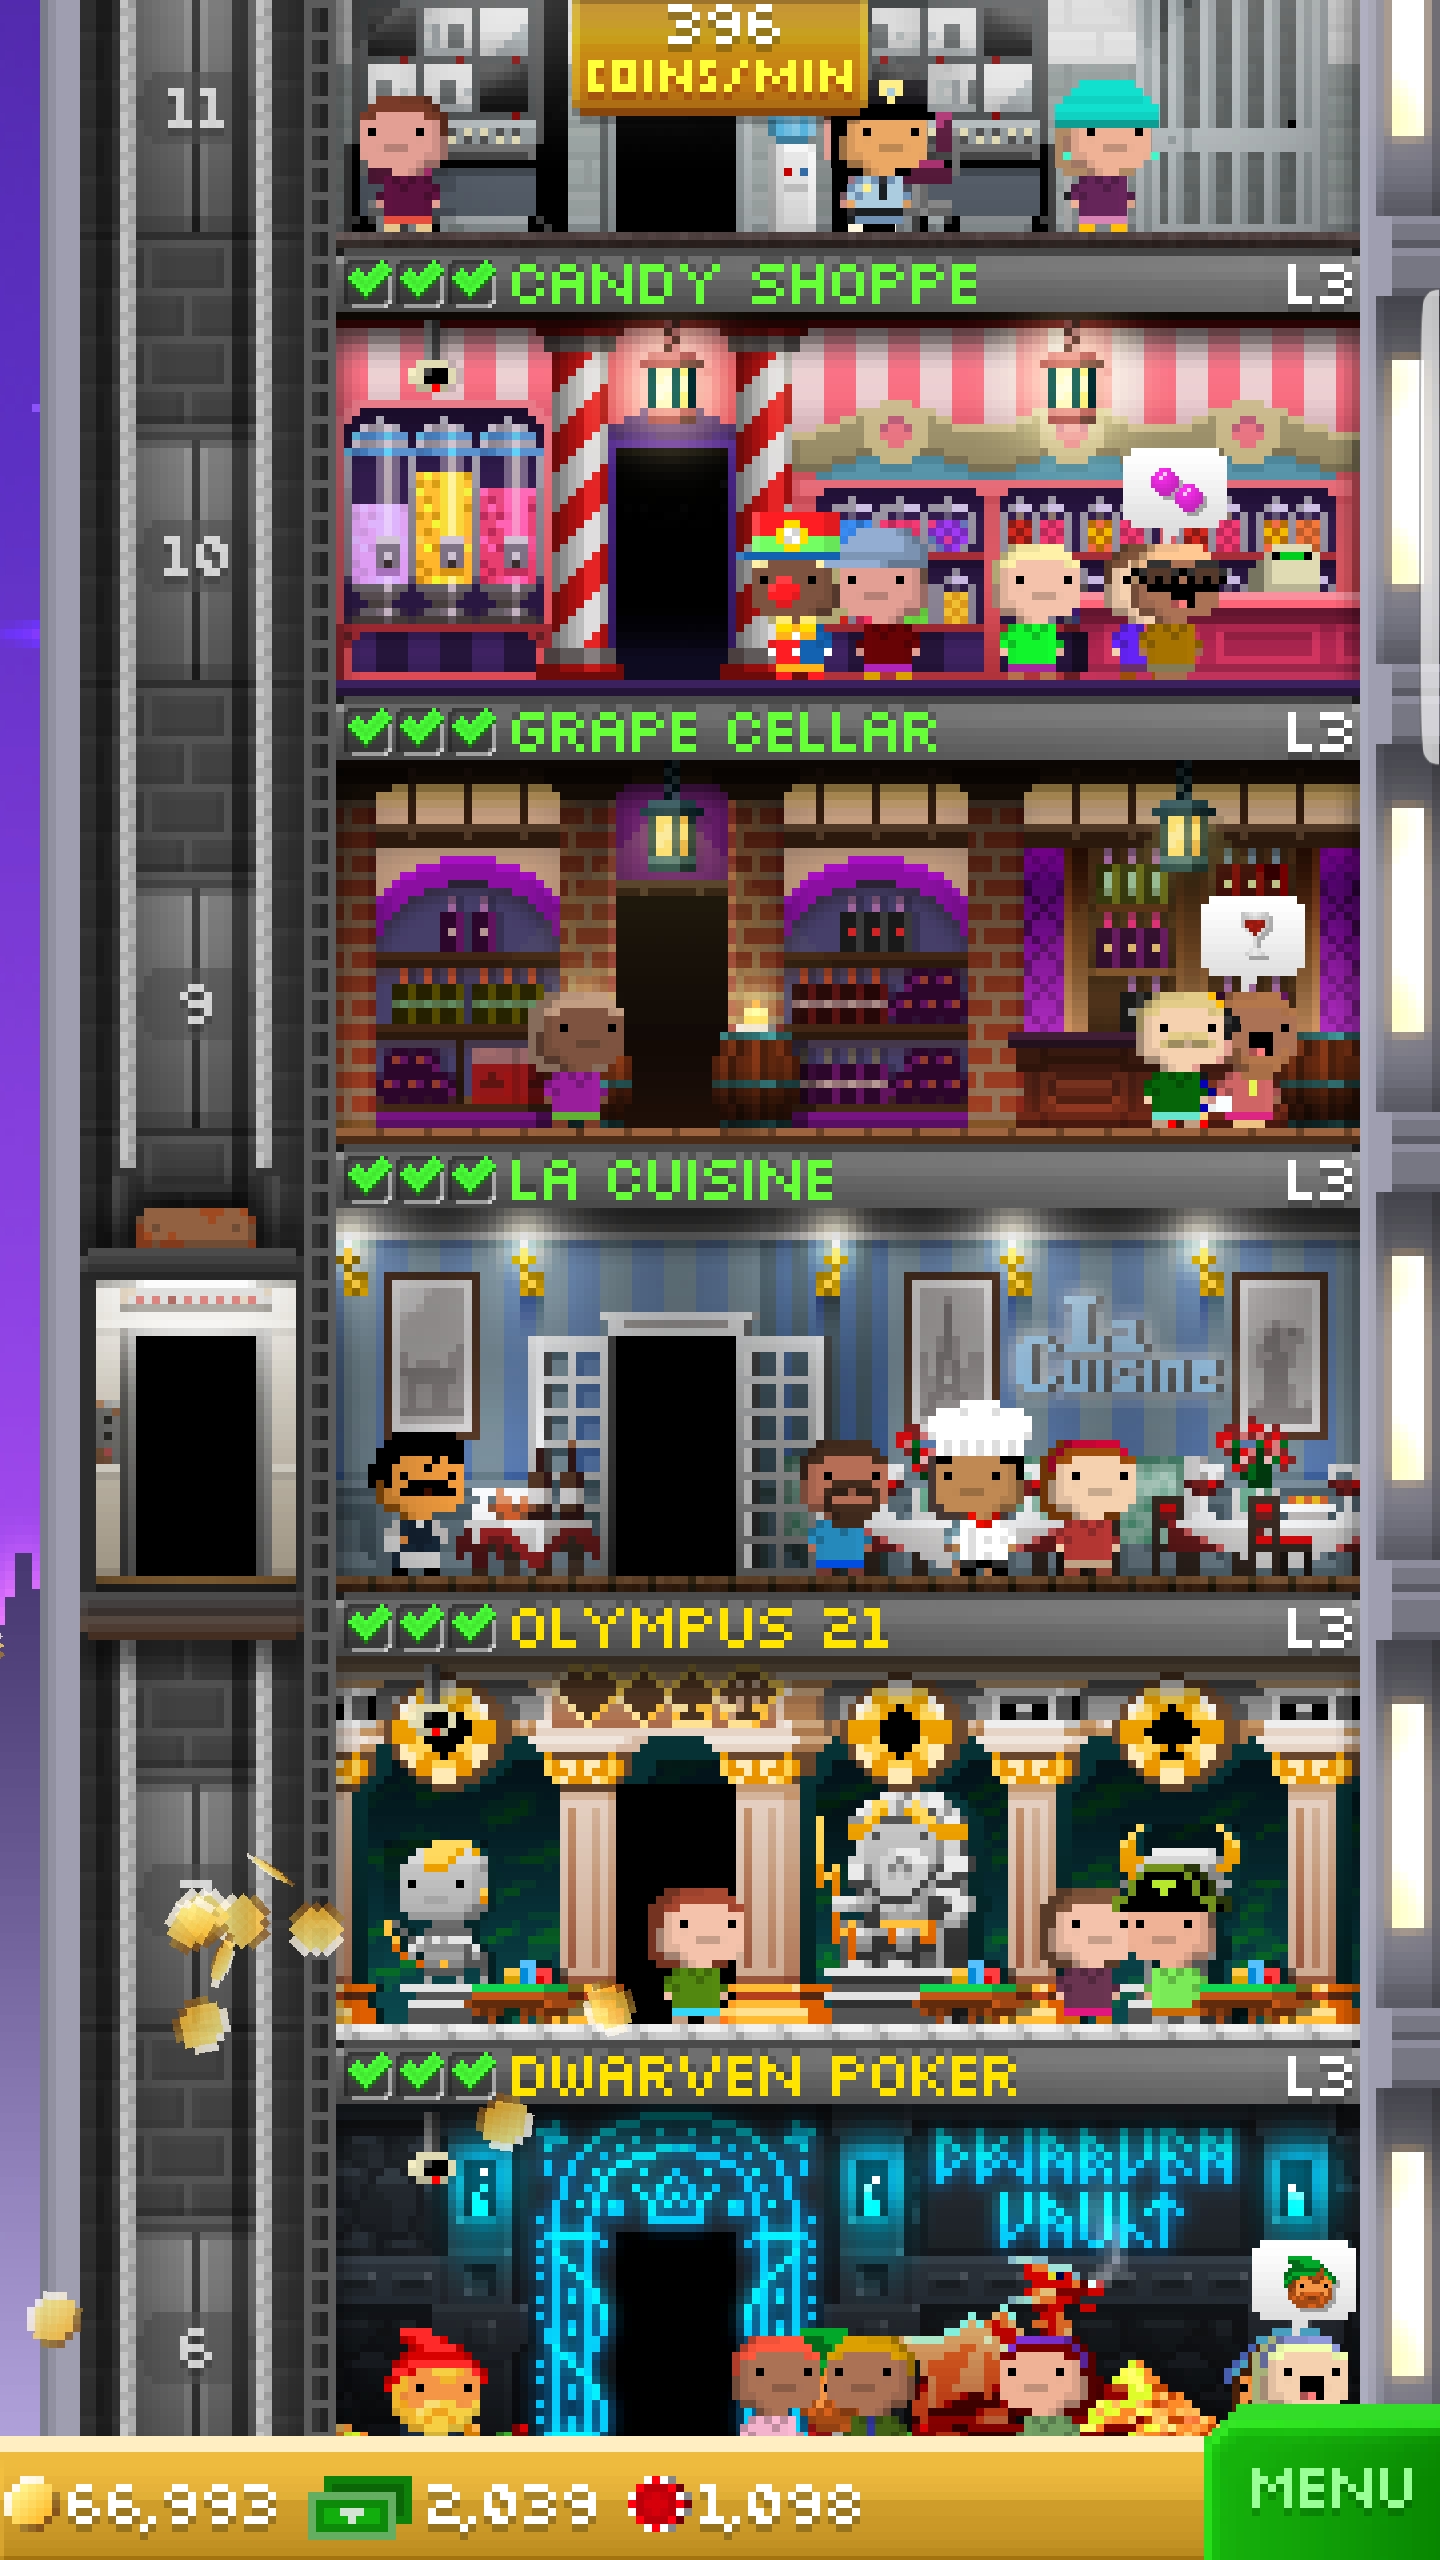 396
COINS/MIN
11
CANDY SHOPPE L3
10
GRAPE CELLAR L3
9
LA CUISINE L3
La
Cuisine
OLYMPUS 21 L3
DWARVEN POKER L3
DWARVEN
VAULT
6
66,993 2,039 1,098
MENU